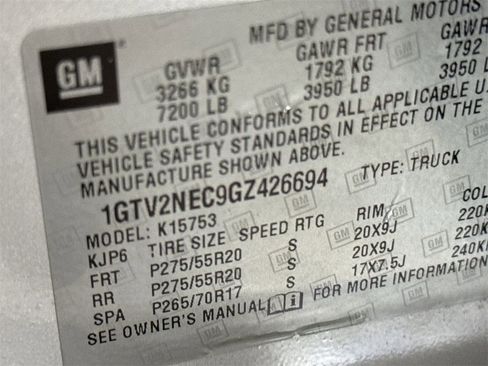 MFD BY GENERAL MOTORS
GM
GVWR GAWR FRT GAWR
3266 KG 1792 KG 1792
7200 LB 3950 LB 3950
THIS VEHICLE CONFORMS TO ALL APPLICABLE U.
VEHICLE SAFETY STANDARDS IN EFFECT ON THE
MANUFACTURE SHOWN ABOVE.
1GTV2NEC9GZ426694 TYPE: TRUCK
MODEL: K15753
KJP6 TIRE SIZE SPEED RTG RIM COL
FRT P275/55R20 S 20X9J 220K
RR P275/55R20 S 20X9J 220K
SPA P265/70R17 S 17X7.5J 240K
SEE OWNER'S MANUAL FOR MORE INFORMATION